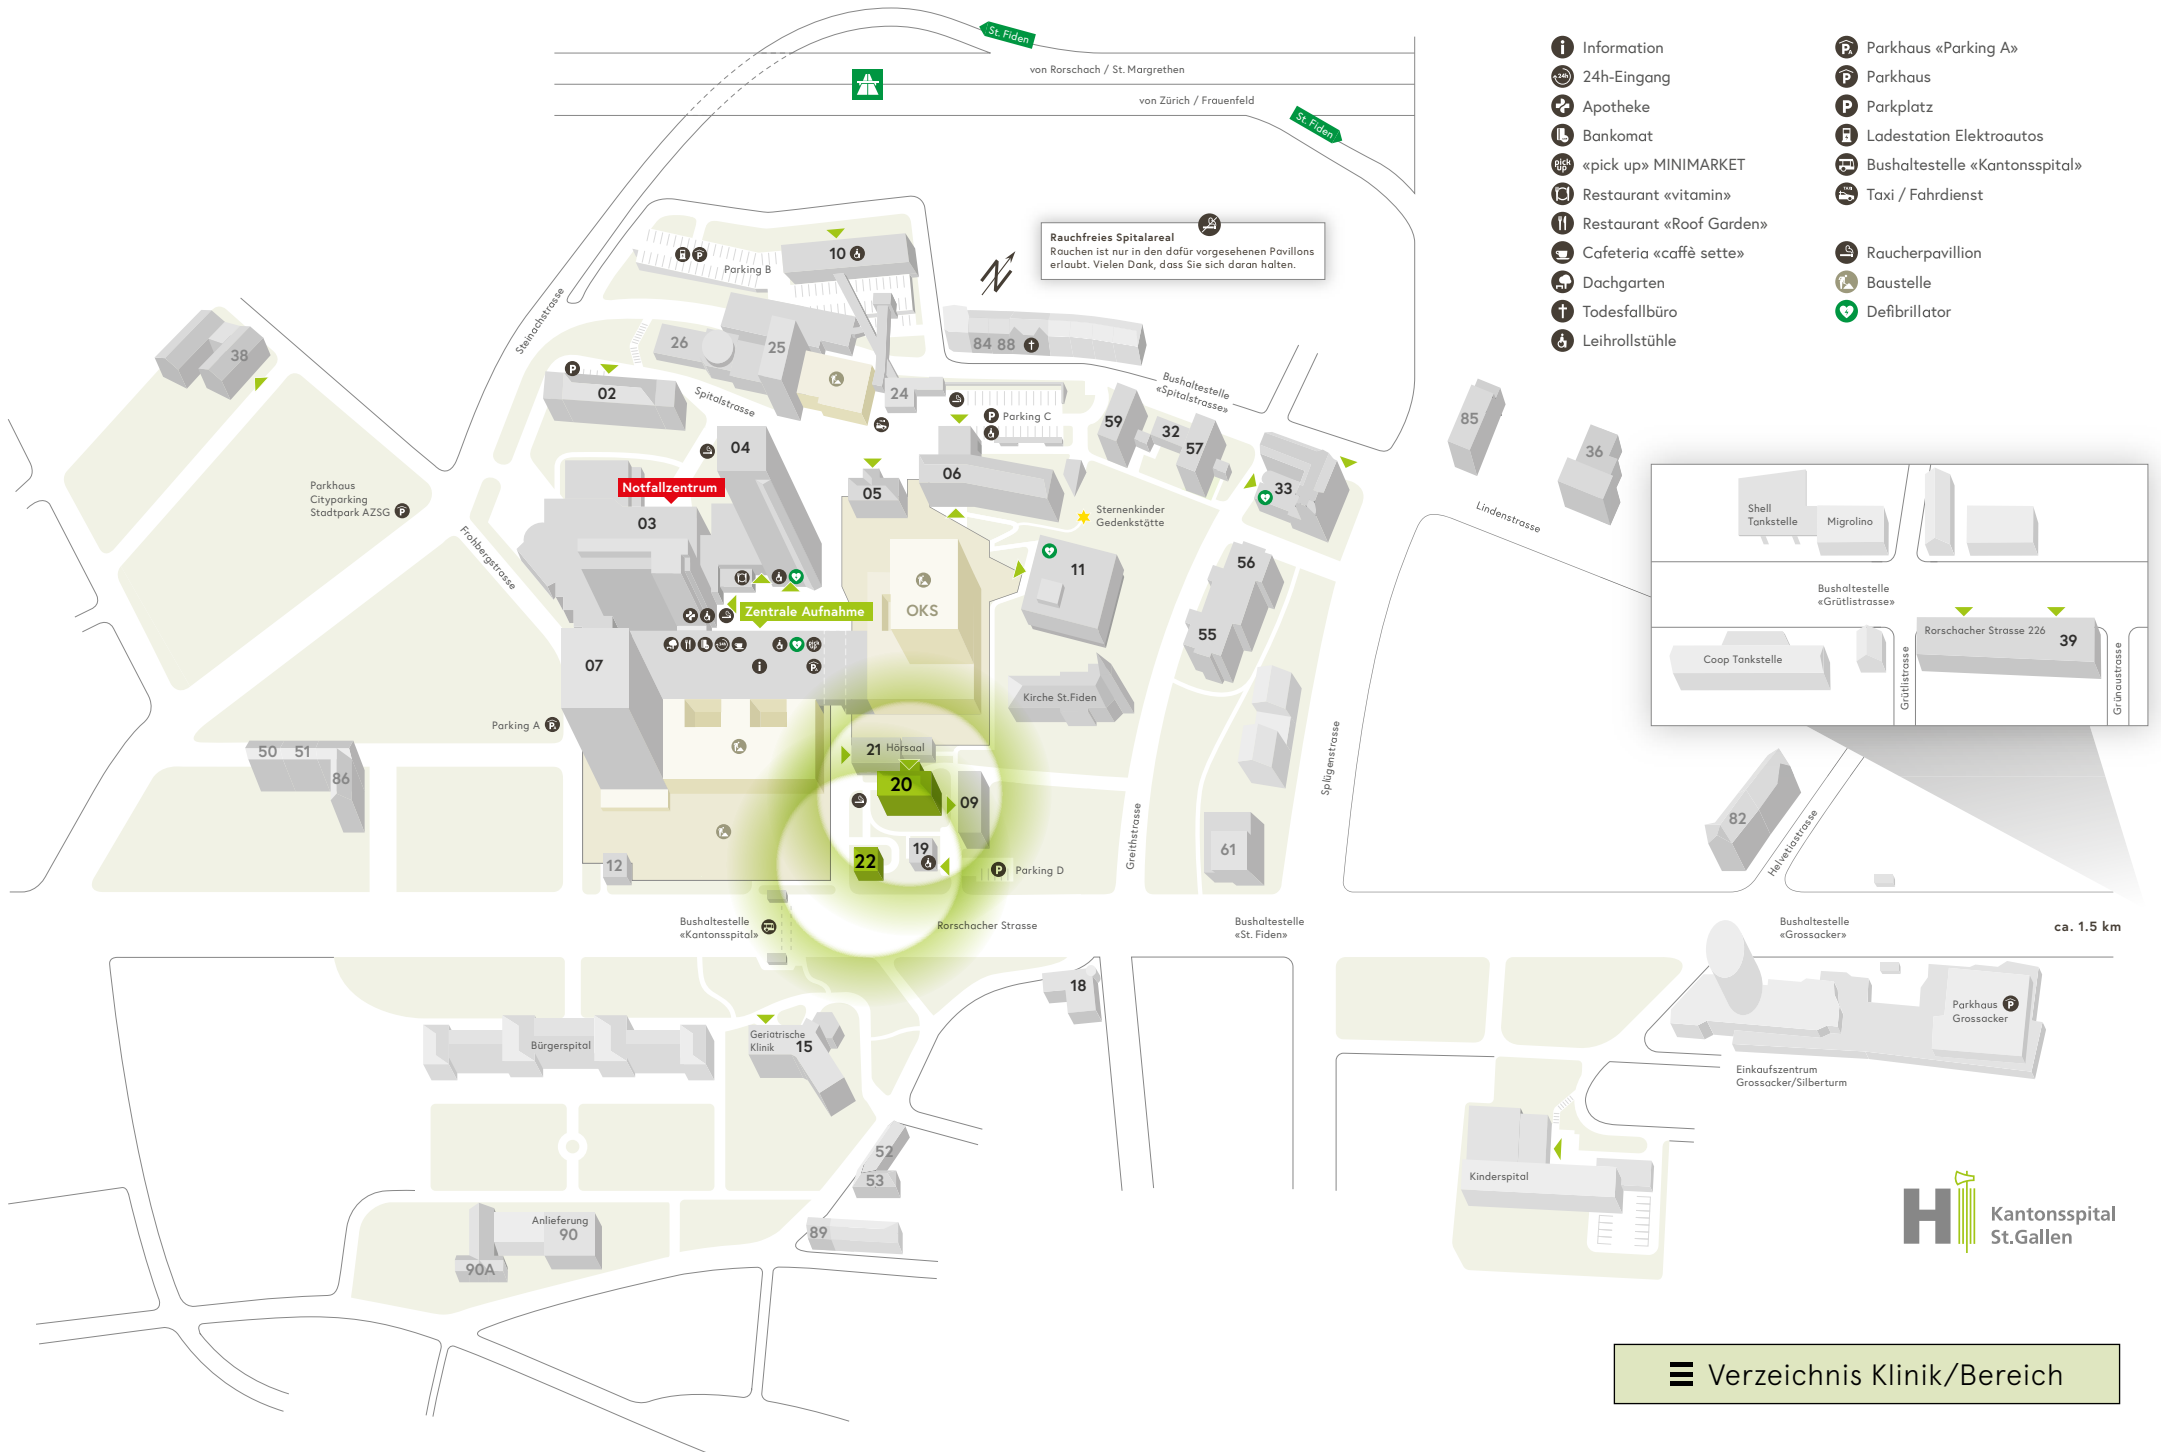 St. Fiden
von Rorschach / St. Margrethen
von Zürich / Frauenfeld
St. Fiden
Information
24h-Eingang
Apotheke
Bankomat
«pick up» MINIMARKET
Restaurant «vitamin»
Restaurant «Roof Garden»
Cafeteria «caffè sette»
Dachgarten
Todesfallbüro
Leihrollstühle
Parkhaus «Parking A»
Parkhaus
Parkplatz
Ladestation Elektroautos
Bushaltestelle «Kantonsspital»
Taxi / Fahrdienst
Raucherpavillion
Baustelle
Defibrillator
Rauchfreies Spitalareal
Rauchen ist nur in den dafür vorgesehenen Pavillons
erlaubt. Vielen Dank, dass Sie sich daran halten.
N
10
Parking B
Steinachstrasse
38
26
25
84 88
02
Spitalstrasse
24
Bushaltestelle
«Spitalstrasse»
Parking C
59
32
57
85
36
04
06
05
33
Notfallzentrum
03
Parkhaus
Cityparking
Stadtpark AZSG
Frohbergstrasse
Sternenkinder
Gedenkstätte
Lindenstrasse
Shell
Tankstelle
Migrolino
11
56
OKS
Zentrale Aufnahme
55
Bushaltestelle
«Grütlistrasse»
Rorschacher Strasse 226
39
Coop Tankstelle
Grütlistrasse
Grünaustrasse
07
Kirche St.Fiden
Parking A
50 51
86
21 Hörsaal
20
09
Splügenstrasse
Greithstrasse
82
Helvetiastrasse
61
12
22
19
Parking D
Bushaltestelle
«Kantonsspital»
Rorschacher Strasse
Bushaltestelle
«St. Fiden»
Bushaltestelle
«Grossacker»
ca. 1.5 km
18
Parkhaus
Grossacker
Bürgerspital
Geriatrische
Klinik 15
Einkaufszentrum
Grossacker/Silberturm
52
53
Kinderspital
Anlieferung
90
89
90A
Kantonsspital
St.Gallen
Verzeichnis Klinik/Bereich